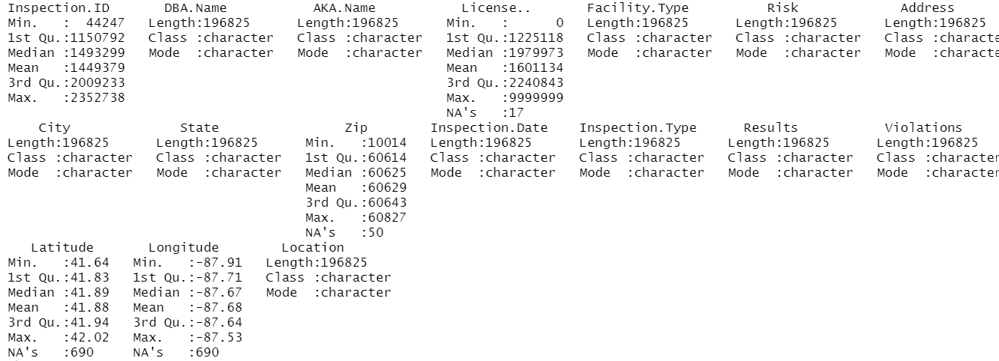 Inspection.ID DBA.Name AKA.Name License.. Facility.Type Risk Address
Min. : 44247 Length:196825 Length:196825 Min. : 0 Length:196825 Length:196825 Length:196825
1st Qu.:1150792 Class :character Class :character 1st Qu.:1225118 Class :character Class :character Class :characte
Median :1493299 Mode :character Mode :character Median :1979973 Mode :character Mode :character Mode :characte
Mean :1449379 Mean :1601134
3rd Qu.:2009233 3rd Qu.:2240843
Max. :2352738 Max. :9999999
NA's :17
City State Zip Inspection.Date Inspection.Type Results Violations
Length:196825 Length:196825 Min. :10014 Length:196825 Length:196825 Length:196825 Length:196825
Class :character Class :character 1st Qu.:60614 Class :character Class :character Class :character Class :character
Mode :character Mode :character Median :60625 Mode :character Mode :character Mode :character Mode :character
Mean :60629
3rd Qu.:60643
Max. :60827
NA's :50
Latitude Longitude Location
Min. :41.64 Min. :-87.91 Length:196825
1st Qu.:41.83 1st Qu.:-87.71 Class :character
Median :41.89 Median :-87.67 Mode :character
Mean :41.88 Mean :-87.68
3rd Qu.:41.94 3rd Qu.:-87.64
Max. :42.02 Max. :-87.53
NA's :690 NA's :690